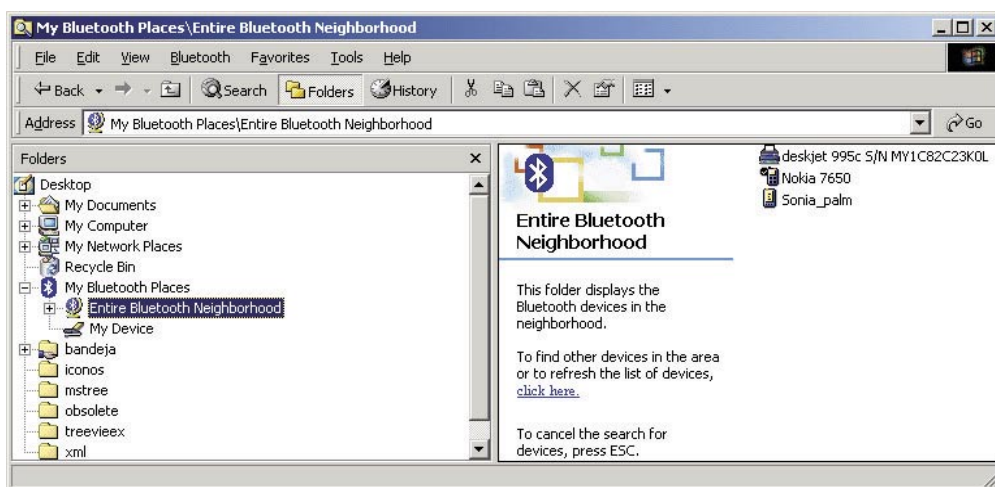 My Bluetooth Places\Entire Bluetooth Neighborhood
File Edit View Bluetooth Favorites Tools Help
Back Search Folders History
Address My Bluetooth Places\Entire Bluetooth Neighborhood Go
Folders
Desktop
My Documents
My Computer
My Network Places
Recycle Bin
My Bluetooth Places
Entire Bluetooth Neighborhood
My Device
bandeja
iconos
mstree
obsolete
treevieex
xml
Entire Bluetooth
Neighborhood
This folder displays the
Bluetooth devices in the
neighborhood.
To find other devices in the area
or to refresh the list of devices,
click here.
To cancel the search for
devices, press ESC.
deskjet 995c S/N MY1C82C23K0L
Nokia 7650
Sonia_palm